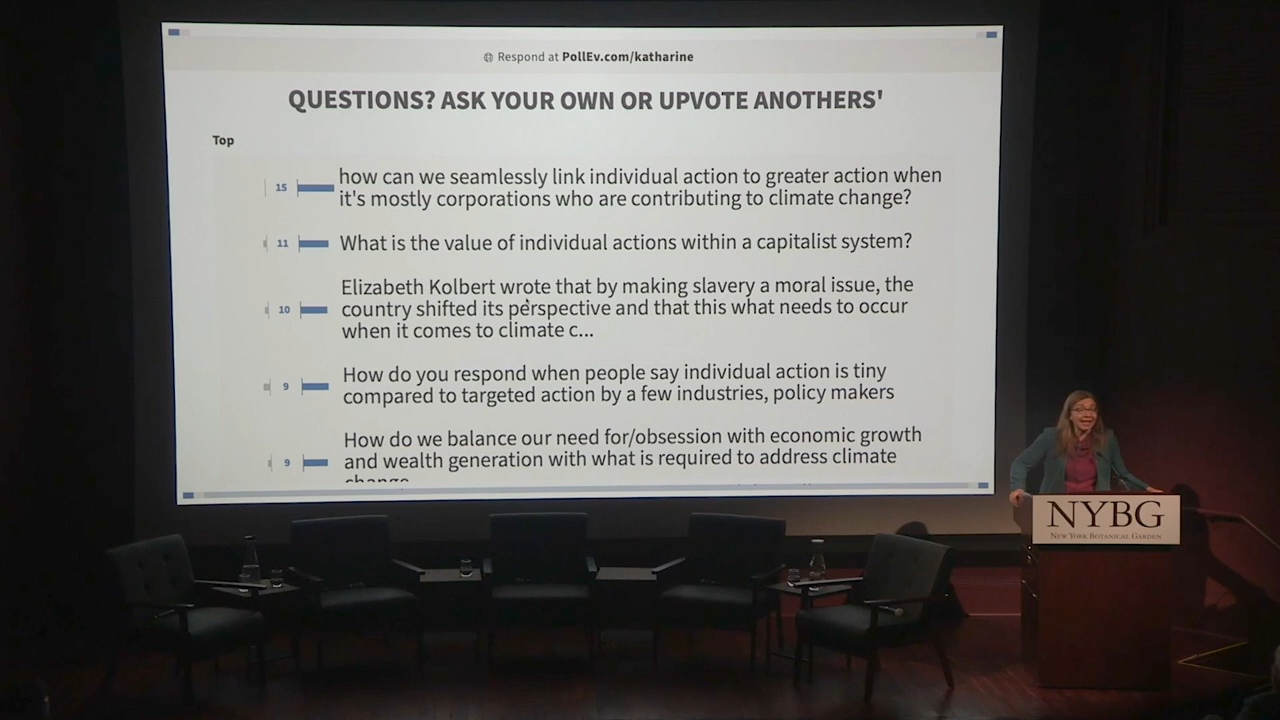 Respond at PollEv.com/katharine
QUESTIONS? ASK YOUR OWN OR UPVOTE ANOTHERS'
Top
15
how can we seamlessly link individual action to greater action when
it's mostly corporations who are contributing to climate change?
11
What is the value of individual actions within a capitalist system?
10
Elizabeth Kolbert wrote that by making slavery a moral issue, the
country shifted its perspective and that this what needs to occur
when it comes to climate c...
9
How do you respond when people say individual action is tiny
compared to targeted action by a few industries, policy makers
9
How do we balance our need for/obsession with economic growth
and wealth generation with what is required to address climate
NYBG
NEW YORK BOTANICAL GARDEN